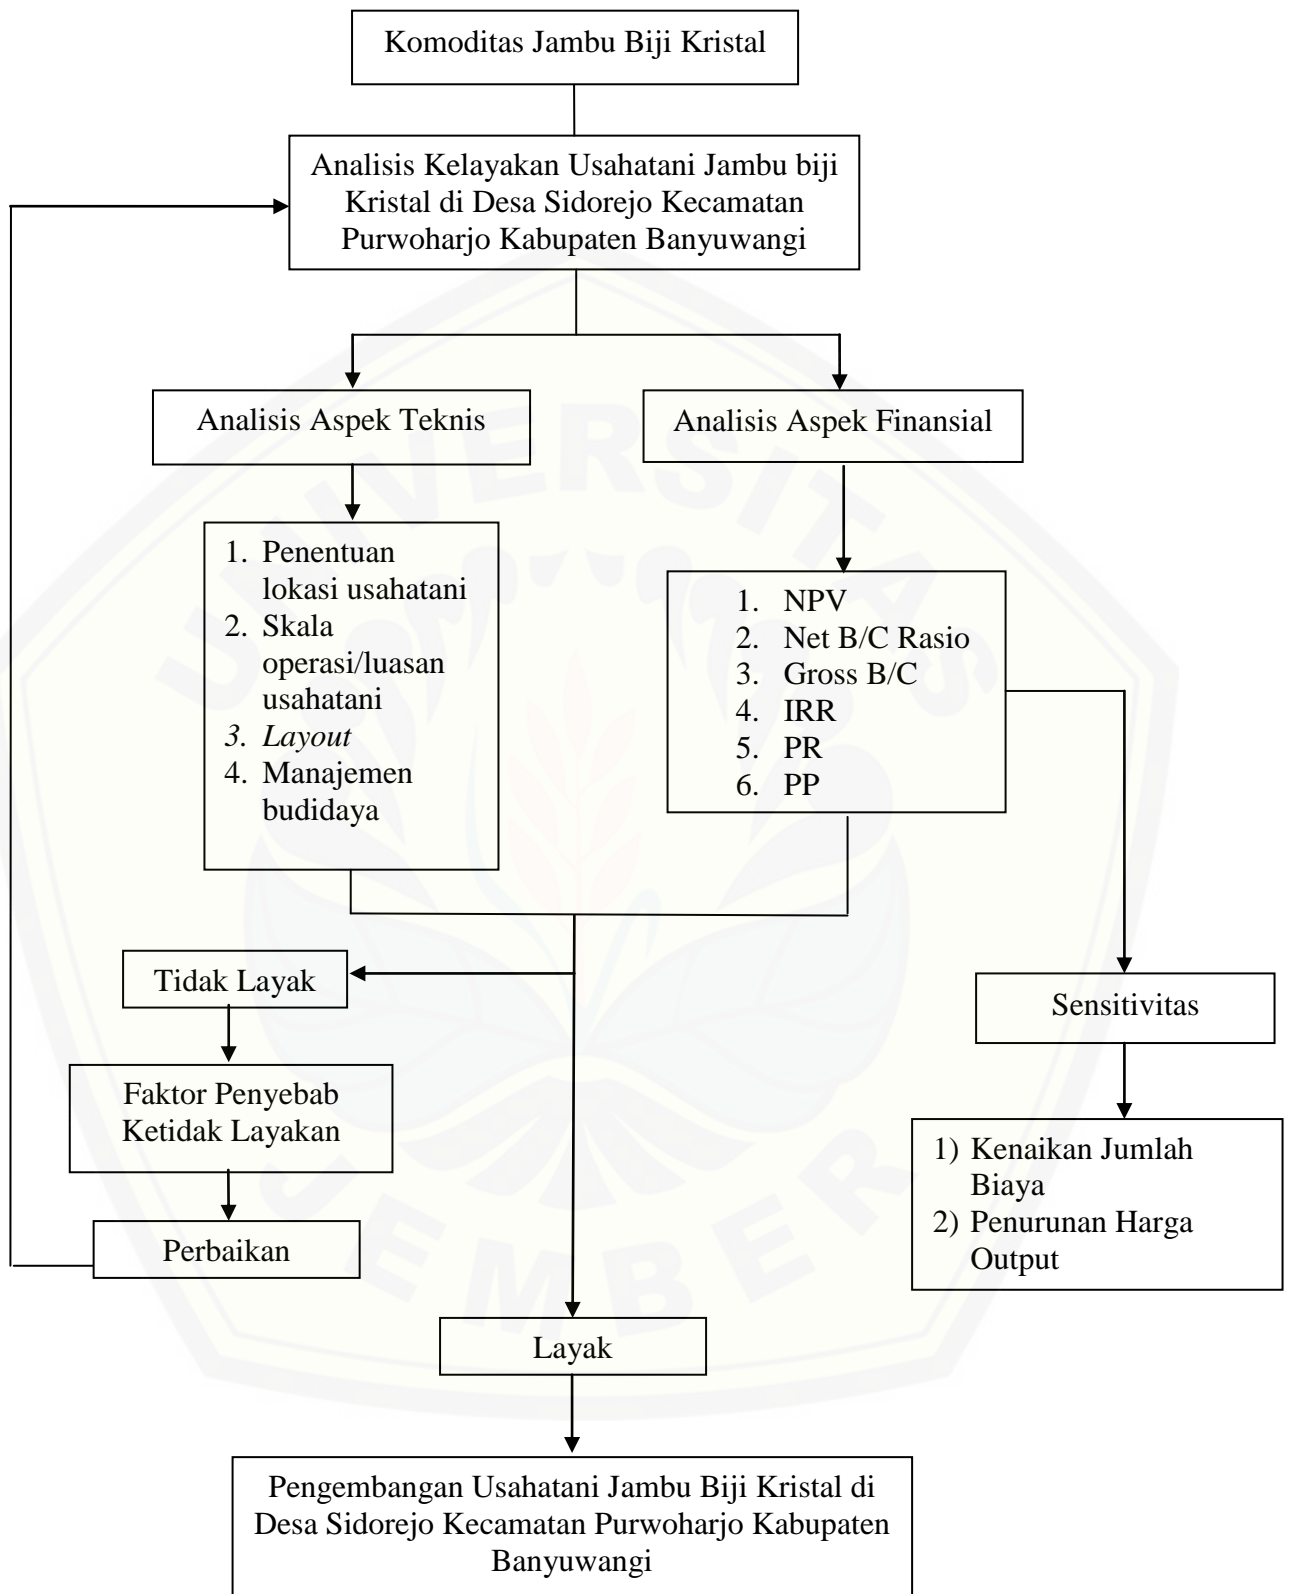 Komoditas Jambu Biji Kristal
Analisis Kelayakan Usahatani Jambu biji
Kristal di Desa Sidorejo Kecamatan
Purwoharjo Kabupaten Banyuwangi
Analisis Aspek Teknis
Analisis Aspek Finansial
1. Penentuan
lokasi usahatani
2. Skala
operasi/luasan
usahatani
3. Layout
4. Manajemen
budidaya
1. NPV
2. Net B/C Rasio
3. Gross B/C
4. IRR
5. PR
6. PP
Tidak Layak
Sensitivitas
Faktor Penyebab
Ketidak Layakan
1) Kenaikan Jumlah
Biaya
2) Penurunan Harga
Output
Perbaikan
Layak
Pengembangan Usahatani Jambu Biji Kristal di
Desa Sidorejo Kecamatan Purwoharjo Kabupaten
Banyuwangi
UNIVERSITAS
JEMBER